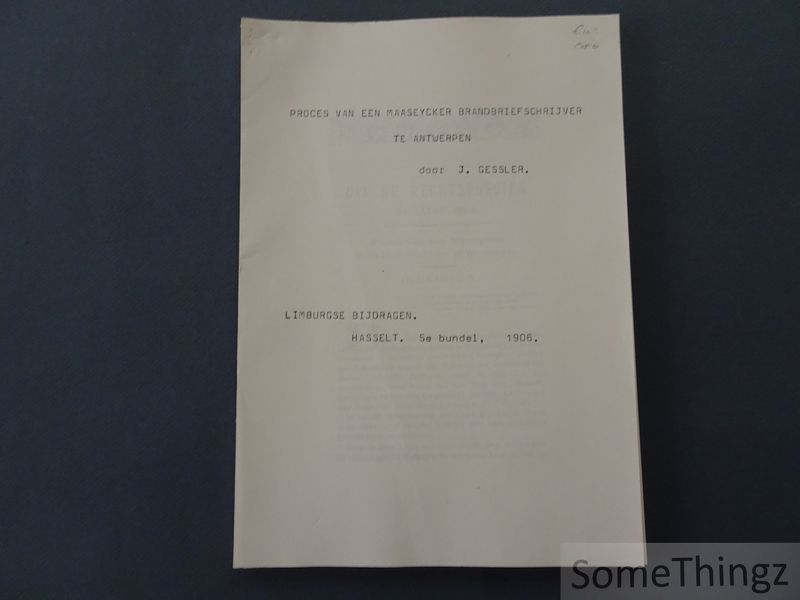 PROCES VAN EEN MAASEYCKER BRANDBRIEFSCHRIJVER
TE ANTWERPEN
door J. GESSLER.
LIMBURGSE BIJDRAGEN.
HASSELT. 5e bundel, 1906.
SomeThingz